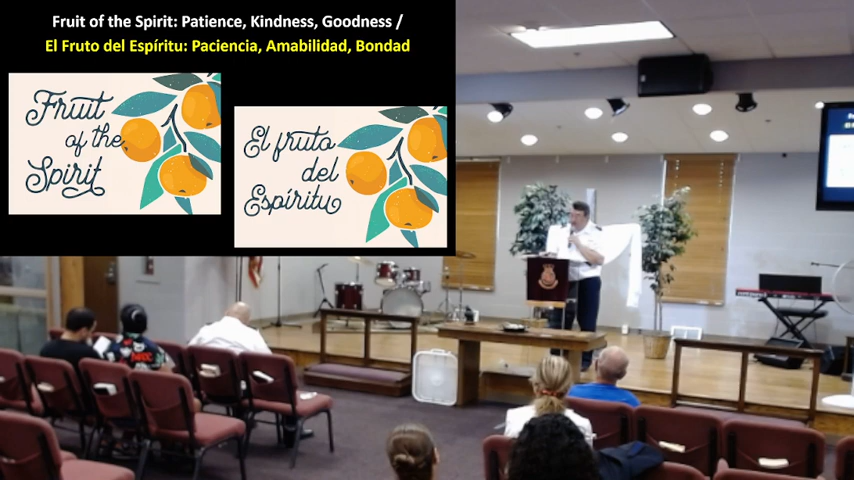 Fruit of the Spirit: Patience, Kindness, Goodness /
El Fruto del Espíritu: Paciencia, Amabilidad, Bondad
Fruit
of the
Spirit
El fruto
del
Espíritu